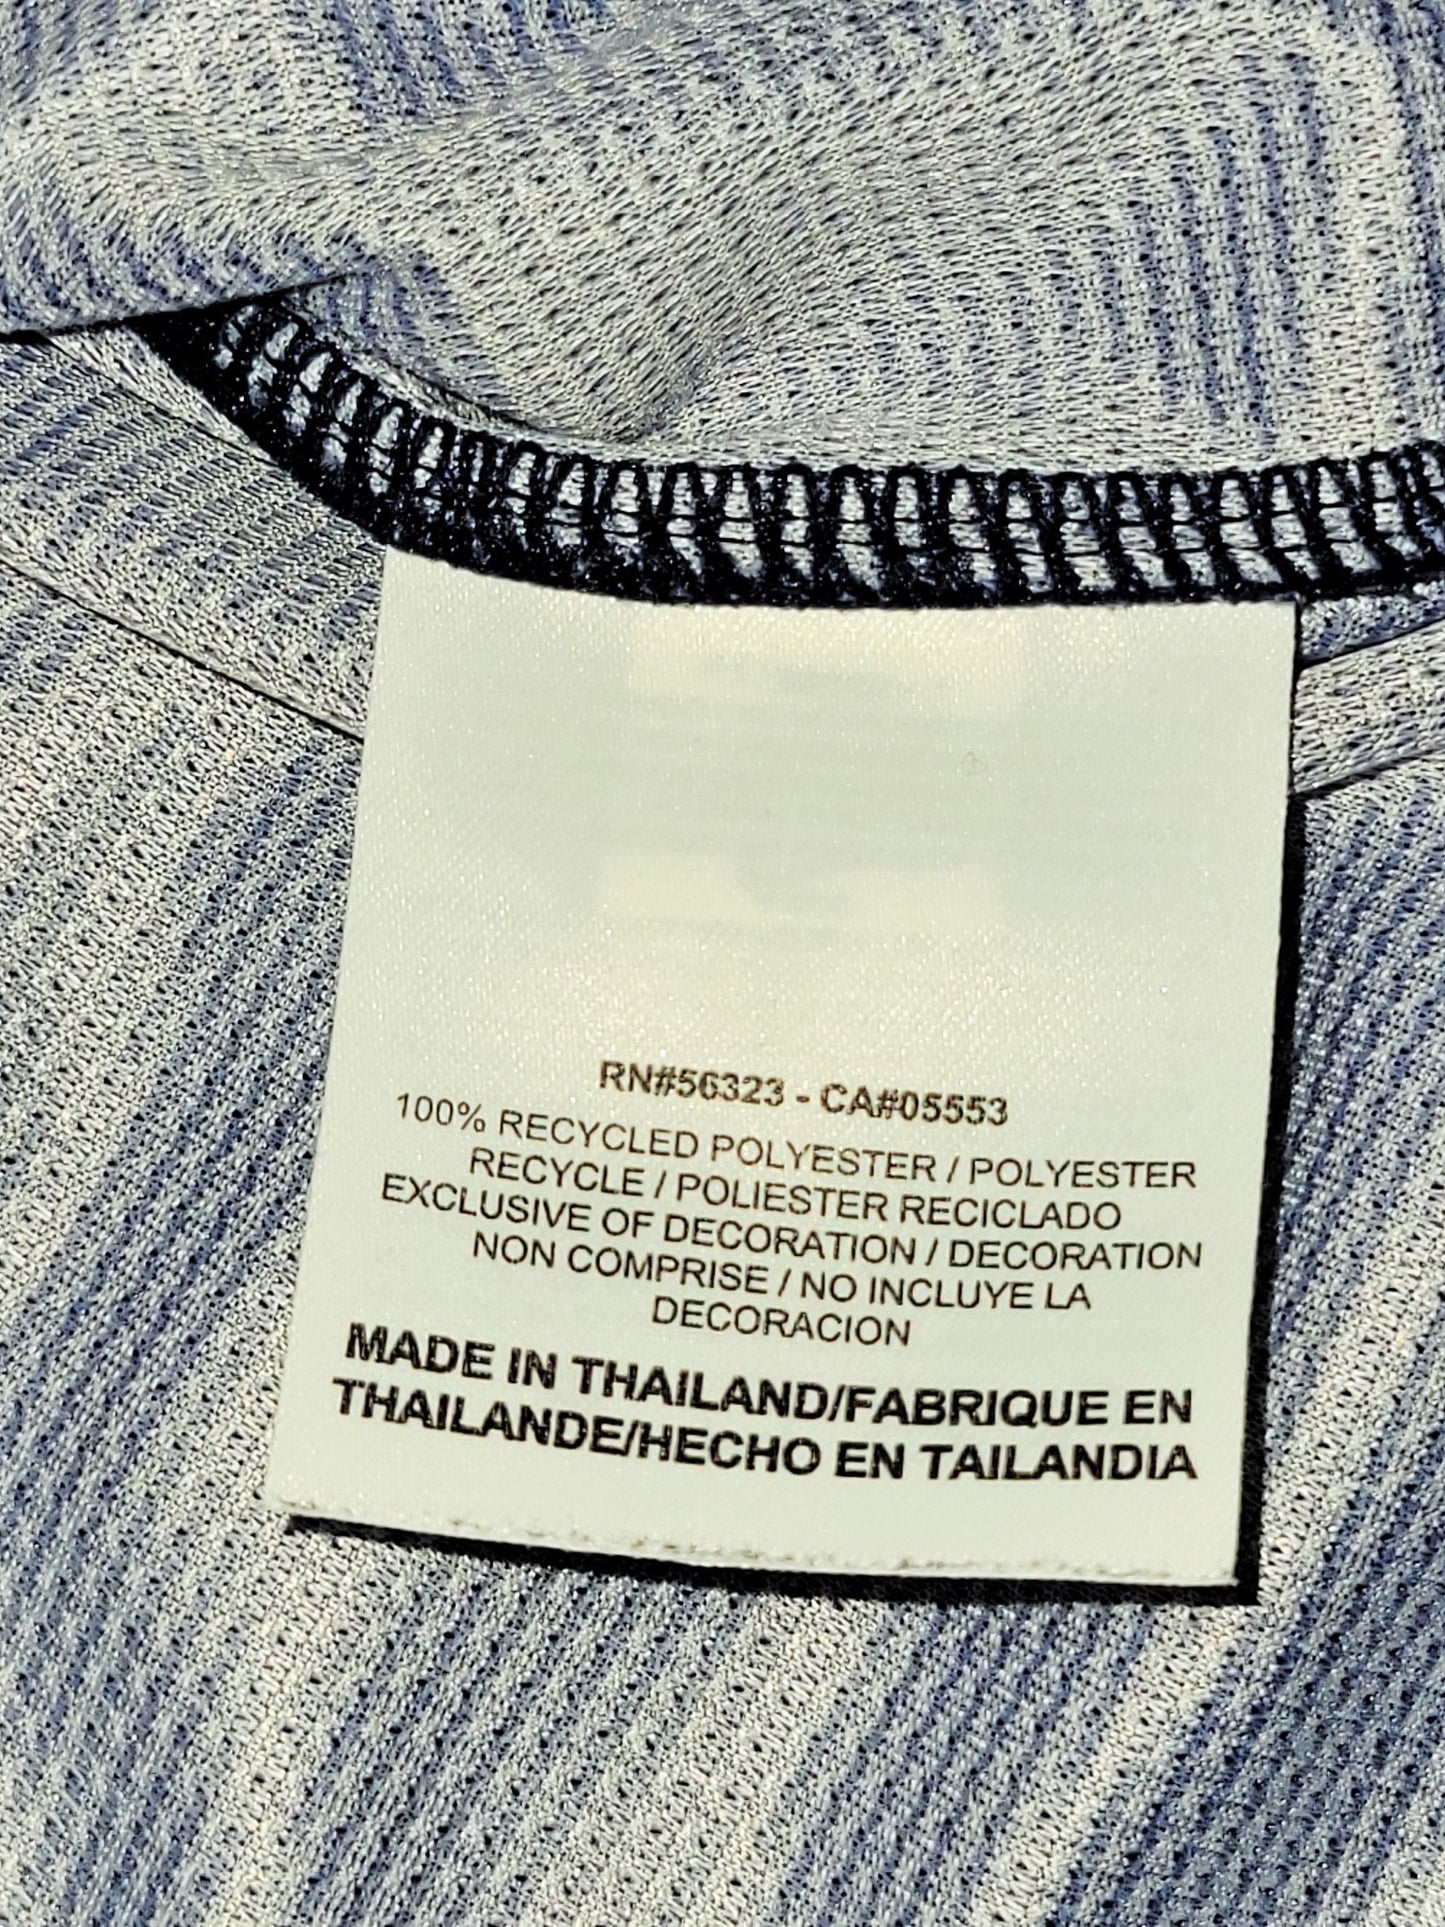 RN#56323 - CA#05553
100% RECYCLED POLYESTER / POLYESTER
RECYCLE / POLIESTER RECICLADO
EXCLUSIVE OF DECORATION / DECORATION
NON COMPRISE / NO INCLUYE LA
DECORACION
MADE IN THAILAND/FABRIQUE EN
THAILANDE/HECHO EN TAILANDIA